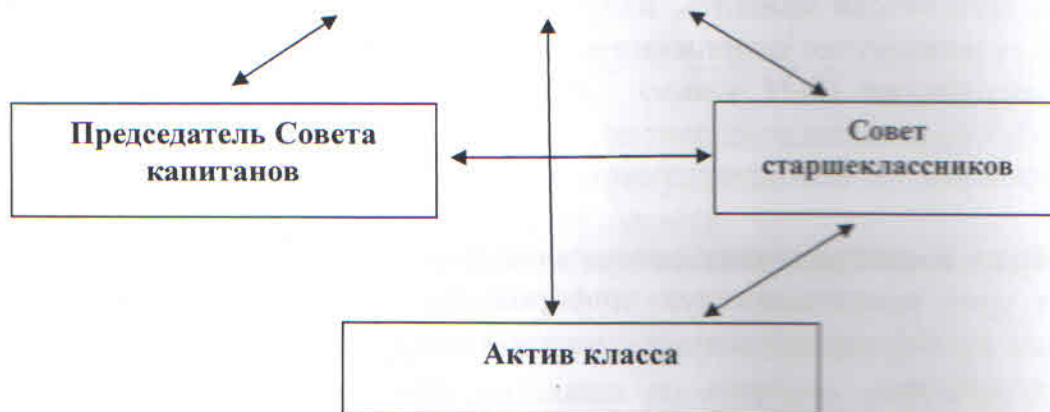 Председатель Совета
капитанов
Совет
старшеклассников
Актив класса